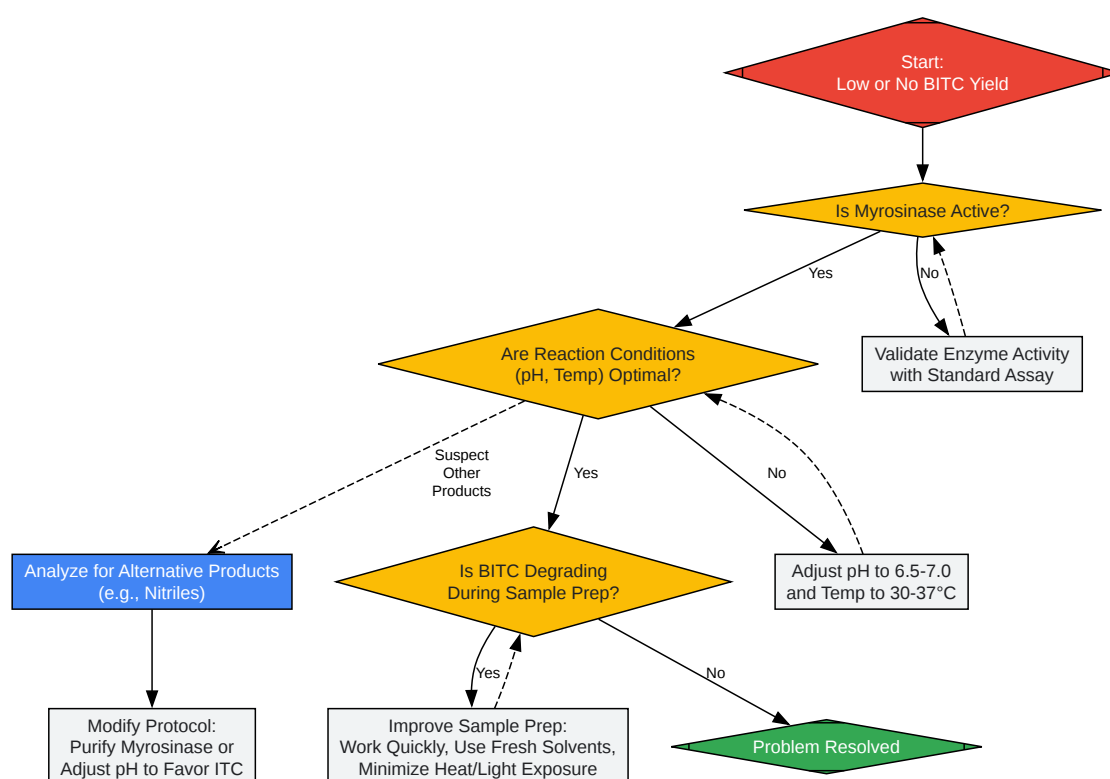 Start:
Low or No BITC Yield
Is Myrosinase Active?
Yes
No
Are Reaction Conditions
(pH, Temp) Optimal?
Validate Enzyme Activity
with Standard Assay
Suspect
Other
Products
Yes
No
Analyze for Alternative Products
(e.g., Nitriles)
Is BITC Degrading
During Sample Prep?
Adjust pH to 6.5-7.0
and Temp to 30-37°C
Yes
No
Modify Protocol:
Purify Myrosinase or
Adjust pH to Favor ITC
Improve Sample Prep:
Work Quickly, Use Fresh Solvents,
Minimize Heat/Light Exposure
Problem Resolved